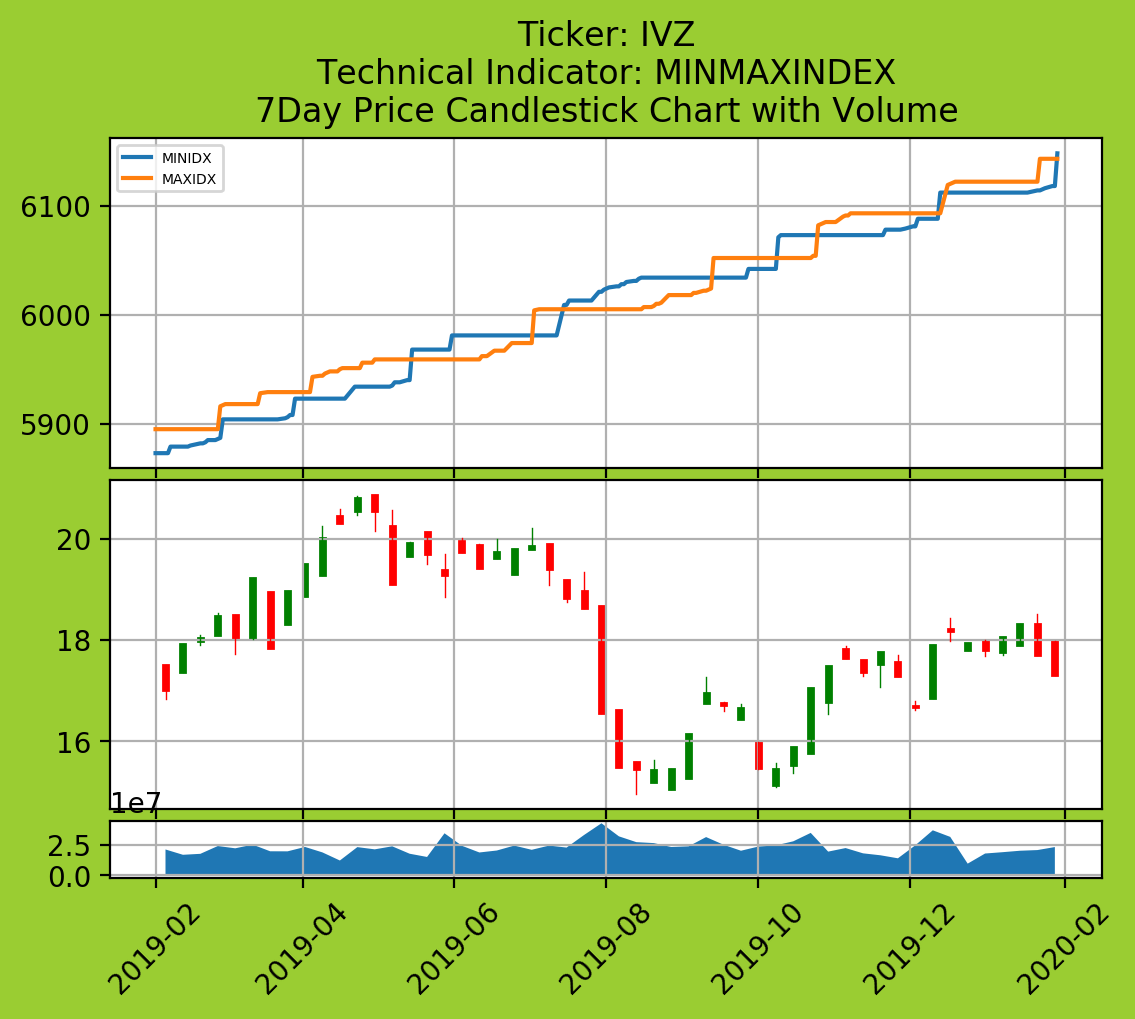 Ticker: IVZ
Technical Indicator: MINMAXINDEX
7Day Price Candlestick Chart with Volume
MINIDX
MAXIDX
6100
6000
5900
20
18
16
1e7
2.5
0.0
2019-02
2019-04
2019-06
2019-08
2019-10
2019-12
2020-02